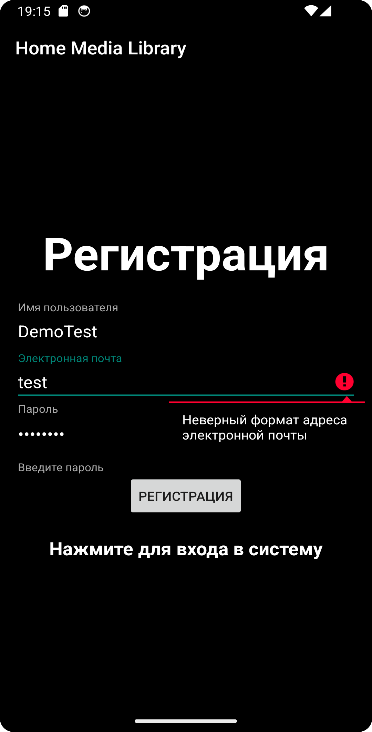 19:15
Home Media Library
Регистрация
Имя пользователя
DemoTest
Электронная почта
test
Пароль
••••••••
Неверный формат адреса
электронной почты
Введите пароль
РЕГИСТРАЦИЯ
Нажмите для входа в систему